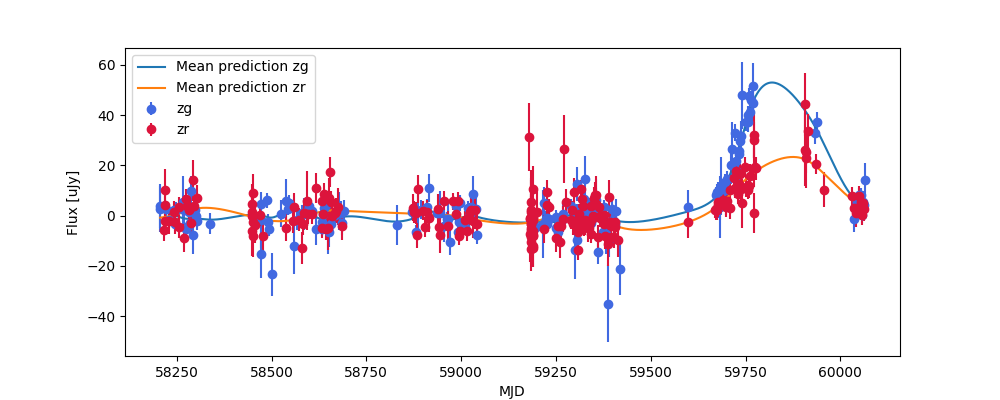 Mean prediction zg
Mean prediction zr
zg
zr
60
40
20
0
−20
−40
Flux [uJy]
58250
58500
58750
59000
59250
59500
59750
60000
MJD